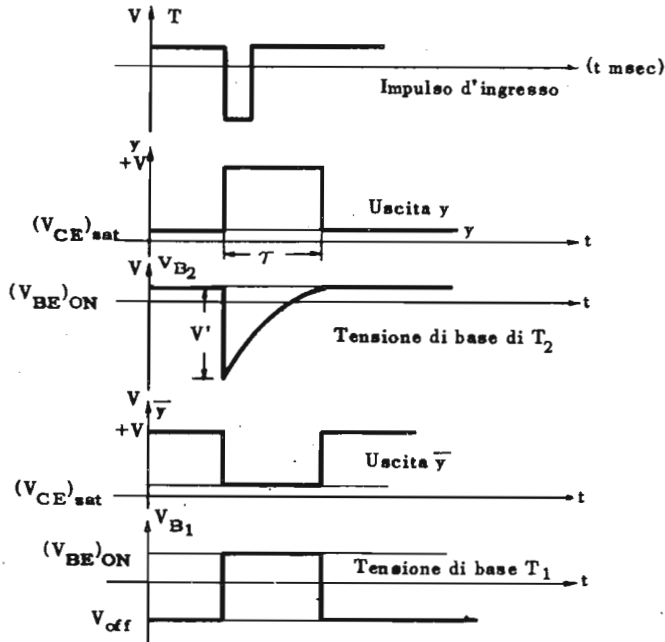 V T
(t msec)
Impulso d'ingresso
y
+V
Uscita y
(VCE)sat
y
t
τ
V VB2
(VBE)ON
t
V'
Tensione di base di T2
V y̅
+V
Uscita y̅
(VCE)sat
t
VB1
(VBE)ON
Tensione di base T1
t
Voff